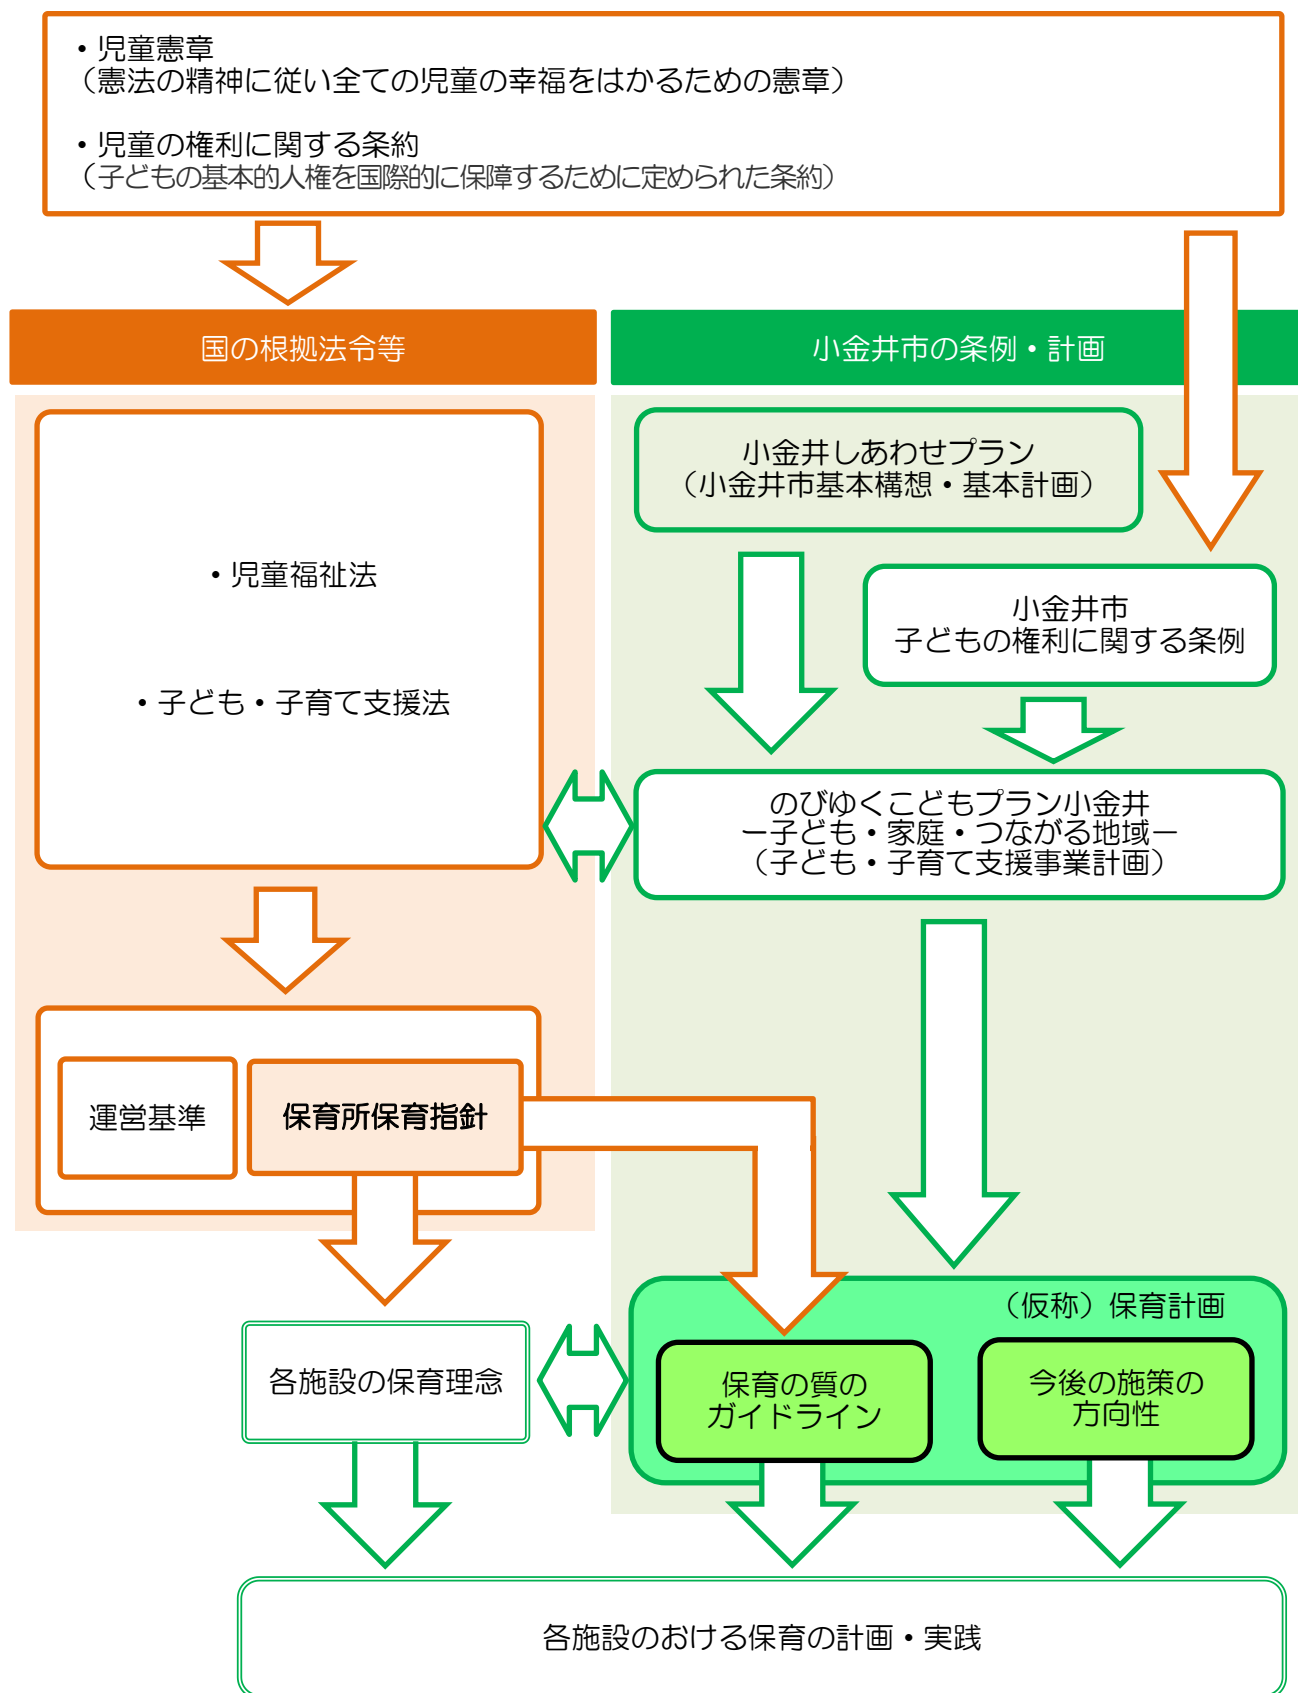 ・児童憲章
（憲法の精神に従い全ての児童の幸福をはかるための憲章）
・児童の権利に関する条約
（子どもの基本的人権を国際的に保障するために定められた条約）
国の根拠法令等
小金井市の条例・計画
・児童福祉法
・子ども・子育て支援法
小金井しあわせプラン
（小金井市基本構想・基本計画）
小金井市
子どもの権利に関する条例
のびゆくこどもプラン小金井
ー子ども・家庭・つながる地域ー
（子ども・子育て支援事業計画）
運営基準
保育所保育指針
（仮称）保育計画
各施設の保育理念
保育の質の
ガイドライン
今後の施策の
方向性
各施設のおける保育の計画・実践